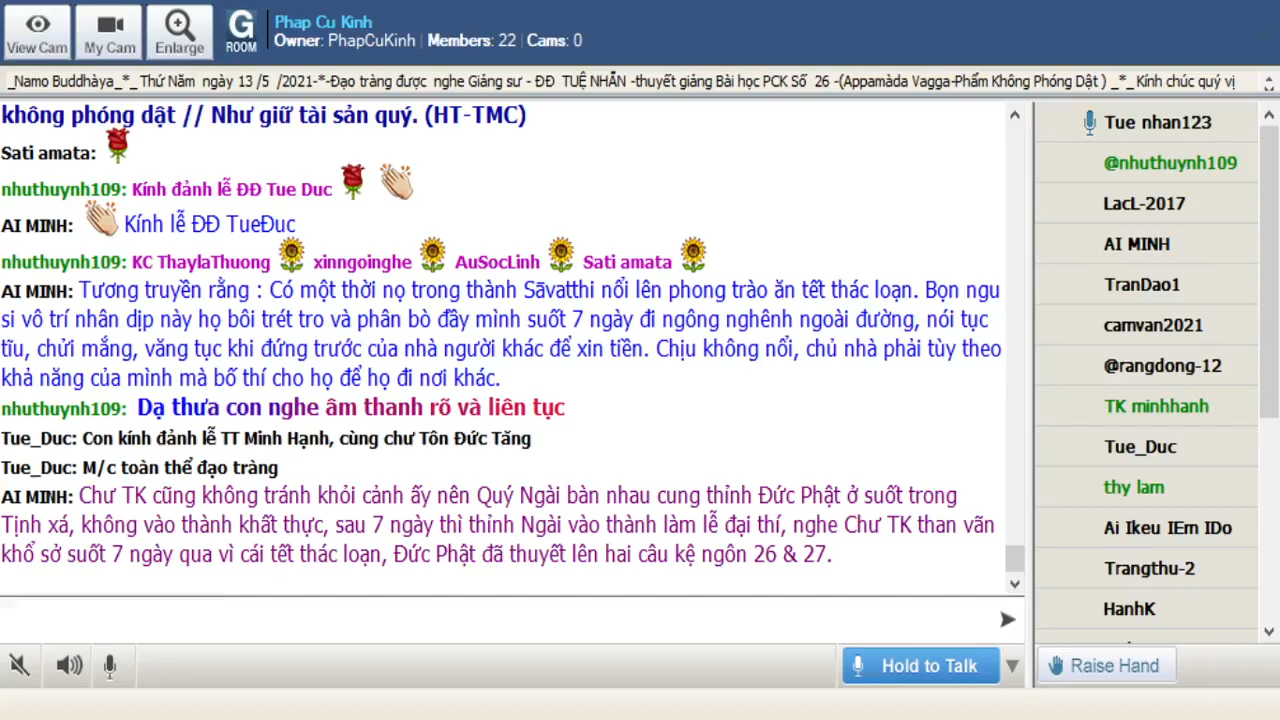 View Cam
My Cam
Enlarge
G
ROOM
Phap Cu Kinh
Owner: PhapCuKinh | Members: 22 | Cams: 0
_Namo Buddhàya_*_ Thứ Năm ngày 13 /5 /2021-*-Đạo tràng được nghe Giảng sư - ĐĐ TUỆ NHẪN -thuyết giảng Bài học PCK Số 26 -(Appamàda Vagga-Phẩm Không Phóng Dật ) _*_ Kính chúc quý vị
không phóng dật // Như giữ tài sản quý. (HT-TMC)
Sati amata:
nhuthuynh109: Kính đảnh lễ ĐĐ Tue Duc
AI MINH: Kính lễ ĐĐ TueĐuc
nhuthuynh109: KC ThaylaThuong xinngoinghe AuSocLinh Sati amata
AI MINH: Tương truyền rằng : Có một thời nọ trong thành Sāvatthi nổi lên phong trào ăn tết thác loạn. Bọn ngu
si vô trí nhân dịp này họ bôi trét tro và phân bò đầy mình suốt 7 ngày đi ngông nghênh ngoài đường, nói tục
tĩu, chửi mắng, văng tục khi đứng trước của nhà người khác để xin tiền. Chịu không nổi, chủ nhà phải tùy theo
khả năng của mình mà bố thí cho họ để họ đi nơi khác.
nhuthuynh109: Dạ thưa con nghe âm thanh rõ và liên tục
Tue_Duc: Con kính đảnh lễ TT Minh Hạnh, cùng chư Tôn Đức Tăng
Tue_Duc: M/c toàn thể đạo tràng
AI MINH: Chư TK cũng không tránh khỏi cảnh ấy nên Quý Ngài bàn nhau cung thỉnh Đức Phật ở suốt trong
Tịnh xá, không vào thành khất thực, sau 7 ngày thì thỉnh Ngài vào thành làm lễ đại thí, nghe Chư TK than vãn
khổ sở suốt 7 ngày qua vì cái tết thác loạn, Đức Phật đã thuyết lên hai câu kệ ngôn 26 & 27.
Tue nhan123
@nhuthuynh109
LacL-2017
AI MINH
TranDao1
camvan2021
@rangdong-12
TK minhhanh
Tue_Duc
thy lam
Ai Ikeu IEm IDo
Trangthu-2
HanhK
Hold to Talk
Raise Hand